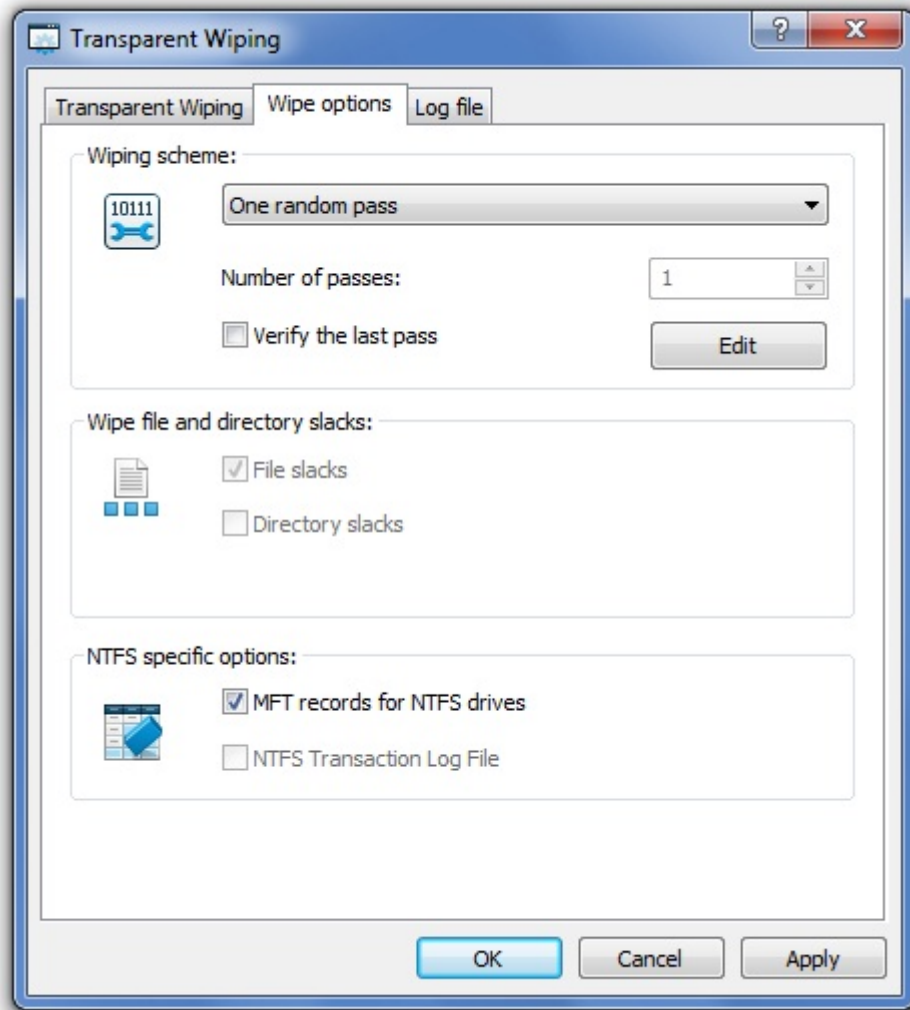 Transparent Wiping
Transparent Wiping Wipe options Log file
Wiping scheme:
10111
One random pass
Number of passes: 1
Verify the last pass
Edit
Wipe file and directory slacks:
File slacks
Directory slacks
NTFS specific options:
MFT records for NTFS drives
NTFS Transaction Log File
OK Cancel Apply